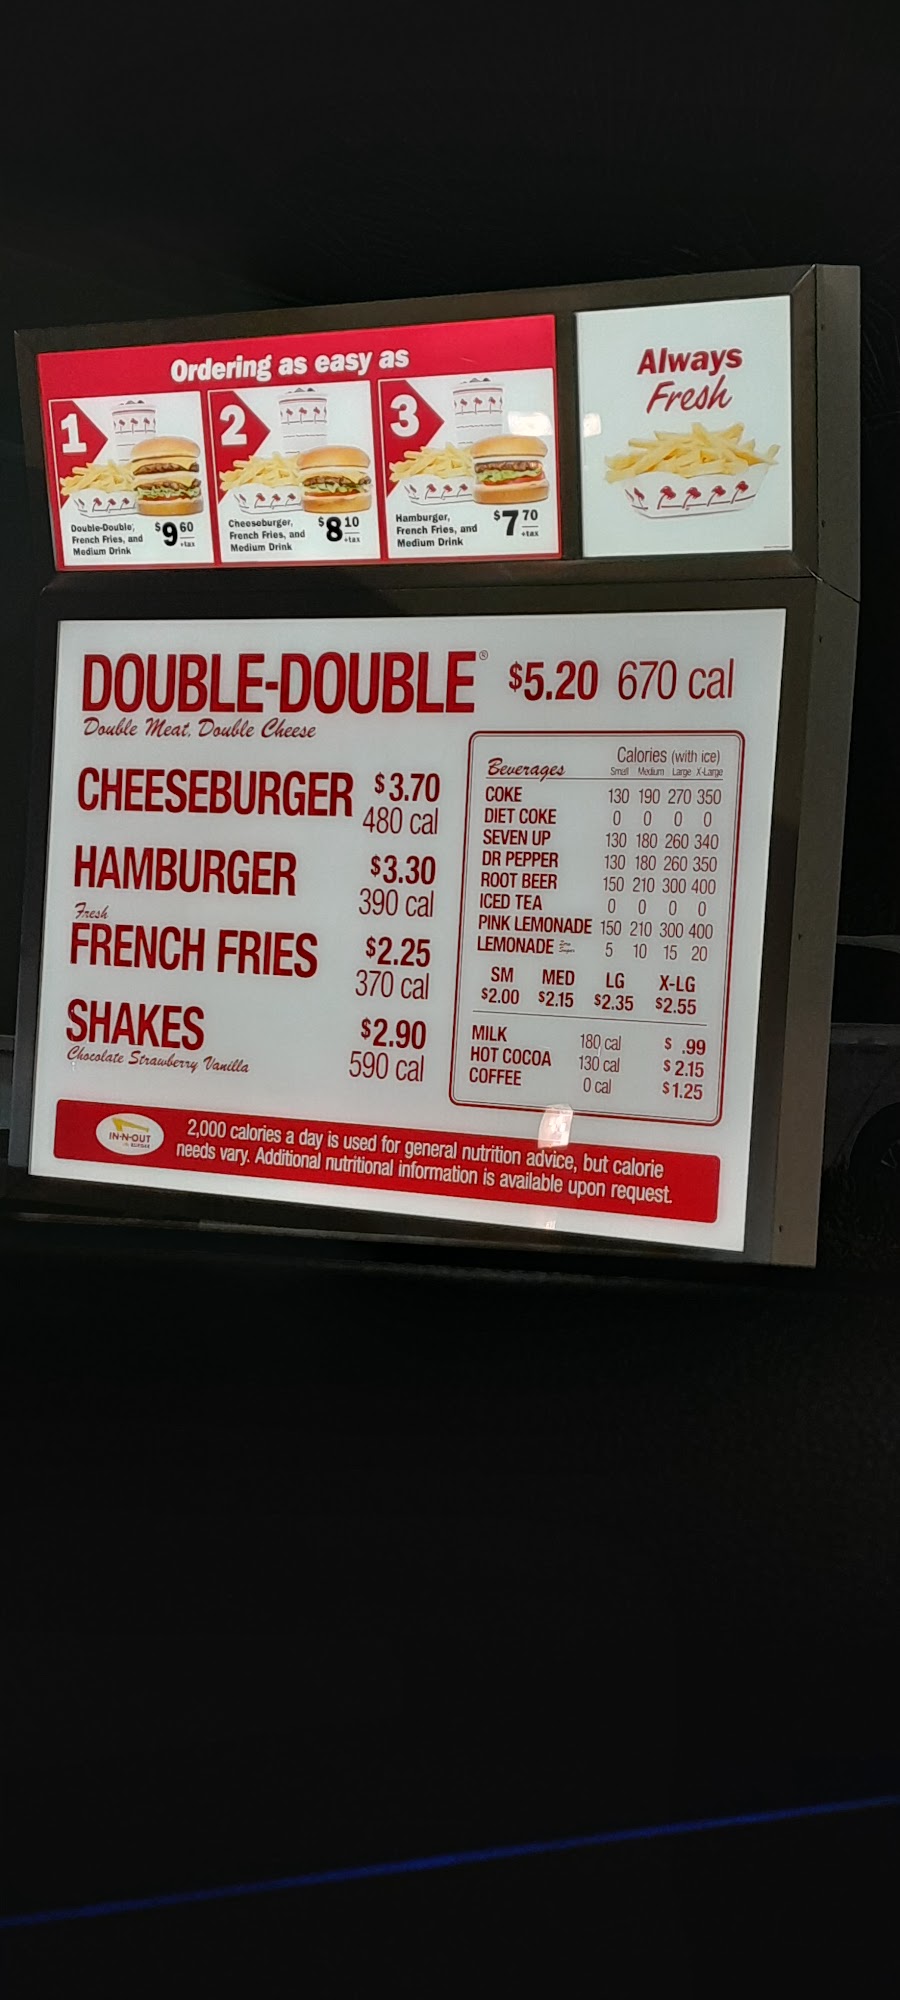 Ordering as easy as
1
Double-Double,
French Fries, and
Medium Drink
$9 60 +tax
2
Cheeseburger,
French Fries, and
Medium Drink
$8 10 +tax
3
Hamburger,
French Fries, and
Medium Drink
$7 70 +tax
Always
Fresh
DOUBLE-DOUBLE® $5.20 670 cal
Double Meat. Double Cheese
CHEESEBURGER $3.70
480 cal
HAMBURGER $3.30
390 cal
Fresh
FRENCH FRIES $2.25
370 cal
SHAKES $2.90
Chocolate Strawberry Vanilla 590 cal
Beverages Calories (with ice)
Small Medium Large X-Large
COKE 130 190 270 350
DIET COKE 0 0 0 0
SEVEN UP 130 180 260 340
DR PEPPER 130 180 260 350
ROOT BEER 150 210 300 400
ICED TEA 0 0 0 0
PINK LEMONADE 150 210 300 400
LEMONADE 5 10 15 20
SM MED LG X-LG
$2.00 $2.15 $2.35 $2.55
MILK 180 cal $ .99
HOT COCOA 130 cal $2.15
COFFEE 0 cal $1.25
IN-N-OUT
BURGER
2,000 calories a day is used for general nutrition advice, but calorie
needs vary. Additional nutritional information is available upon request.